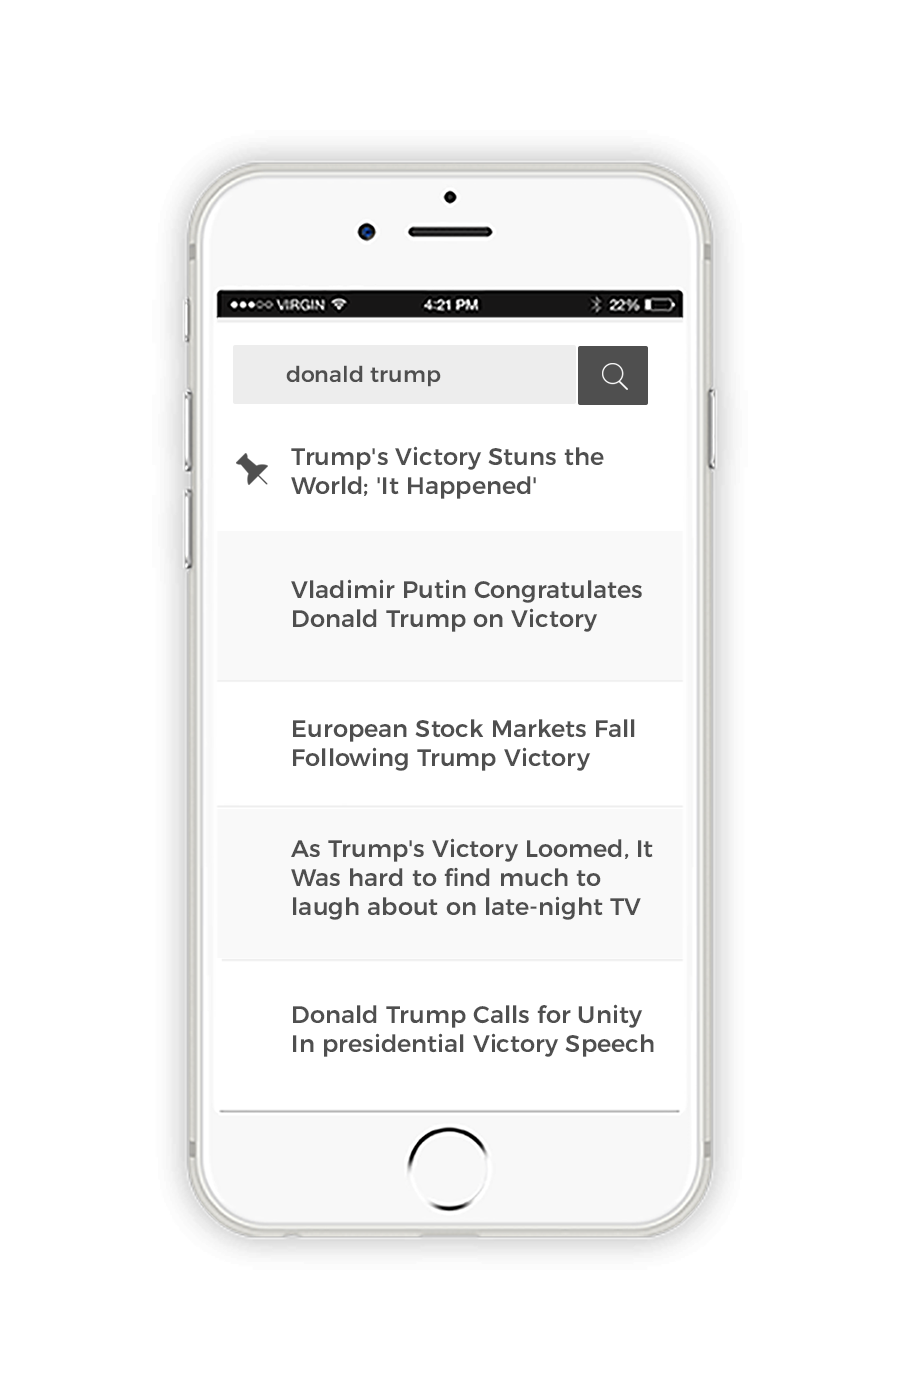 VIRGIN 4:21 PM 22%
donald trump
Trump's Victory Stuns the
World; 'It Happened'
Vladimir Putin Congratulates
Donald Trump on Victory
European Stock Markets Fall
Following Trump Victory
As Trump's Victory Loomed, It
Was hard to find much to
laugh about on late-night TV
Donald Trump Calls for Unity
In presidential Victory Speech